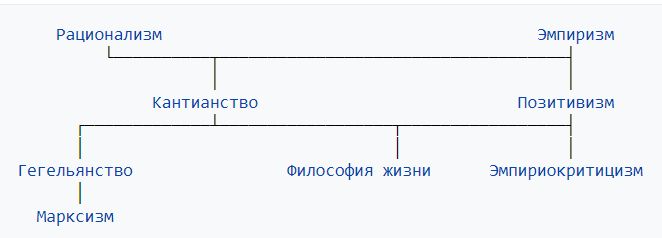 Рационализм Эмпиризм
Кантианство Позитивизм
Гегельянство Философия жизни Эмпириокритицизм
Марксизм